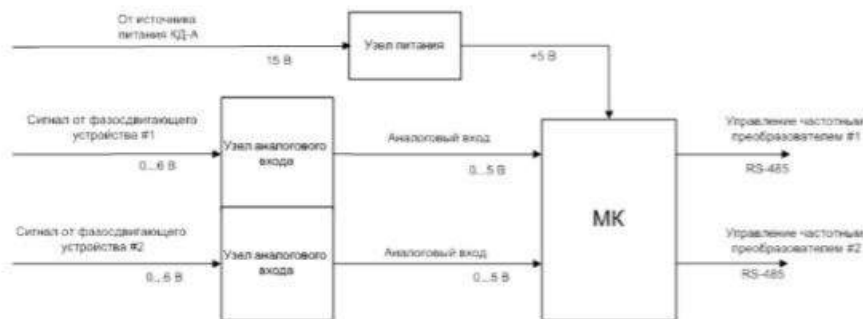 От источника
питания КД-А
15 В
Узел питания
+5 В
Сигнал от фазосдвигающего
устройства #1
0...6 В
Узел аналогового
входа
Аналоговый вход
0...5 В
МК
Управление частотным
преобразователем #1
RS-485
Сигнал от фазосдвигающего
устройства #2
0...6 В
Узел аналогового
входа
Аналоговый вход
0...5 В
Управление частотным
преобразователем #2
RS-485